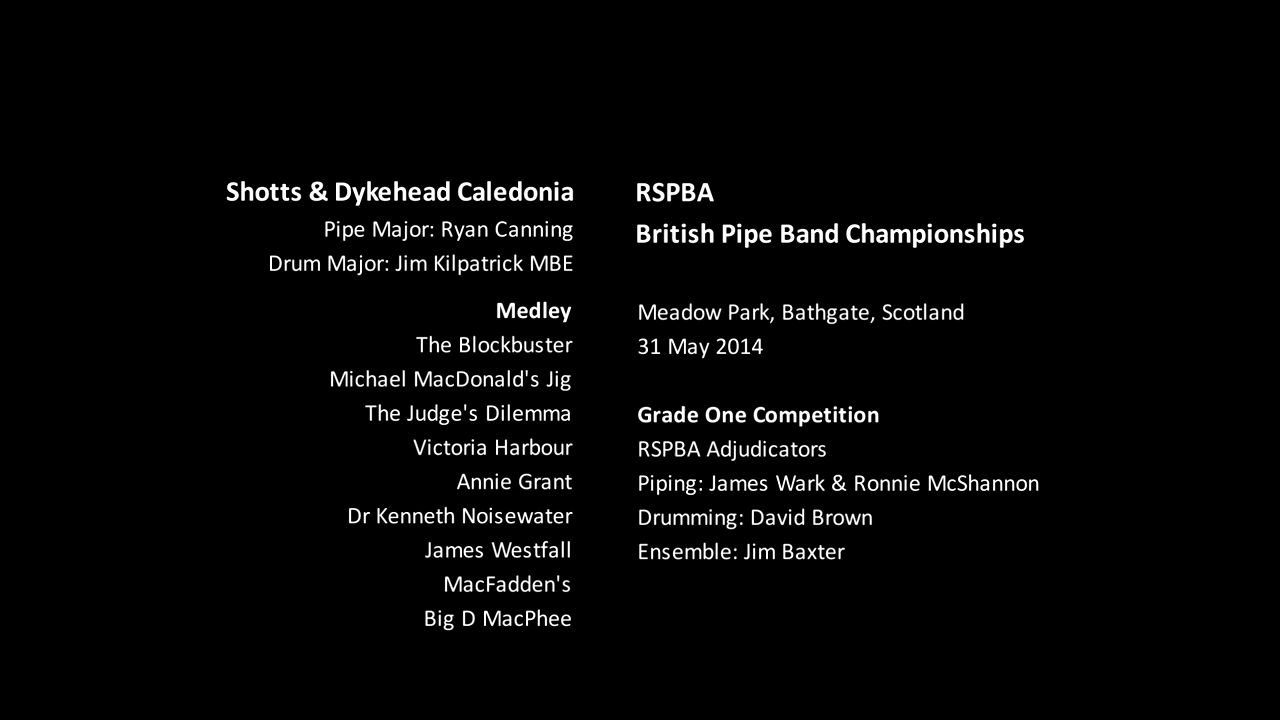 Shotts & Dykehead Caledonia
Pipe Major: Ryan Canning
Drum Major: Jim Kilpatrick MBE
Medley
The Blockbuster
Michael MacDonald's Jig
The Judge's Dilemma
Victoria Harbour
Annie Grant
Dr Kenneth Noisewater
James Westfall
MacFadden's
Big D MacPhee
RSPBA
British Pipe Band Championships
Meadow Park, Bathgate, Scotland
31 May 2014
Grade One Competition
RSPBA Adjudicators
Piping: James Wark & Ronnie McShannon
Drumming: David Brown
Ensemble: Jim Baxter